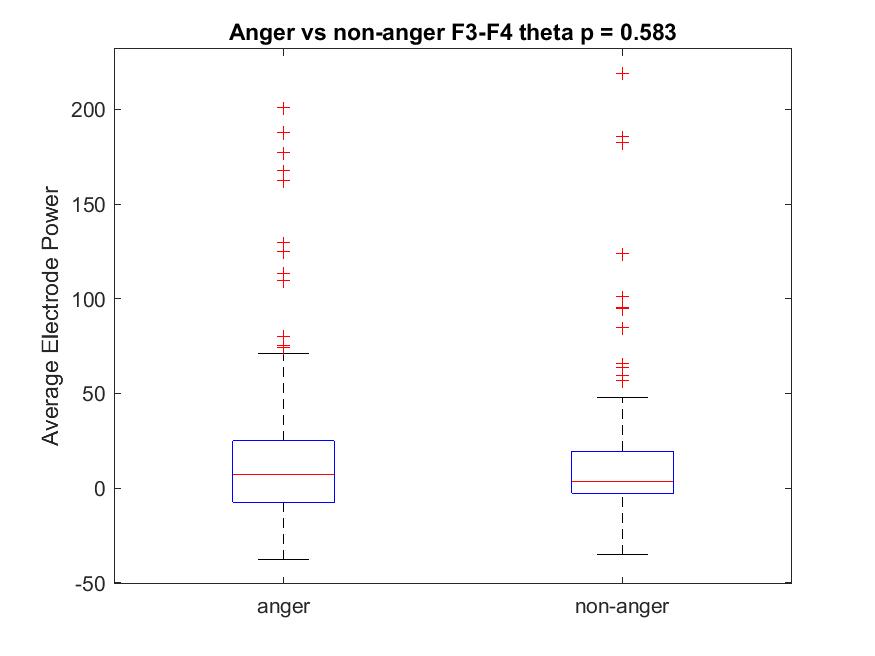 Anger vs non-anger F3-F4 theta p = 0.583
Average Electrode Power
200
150
100
50
0
-50
anger
non-anger